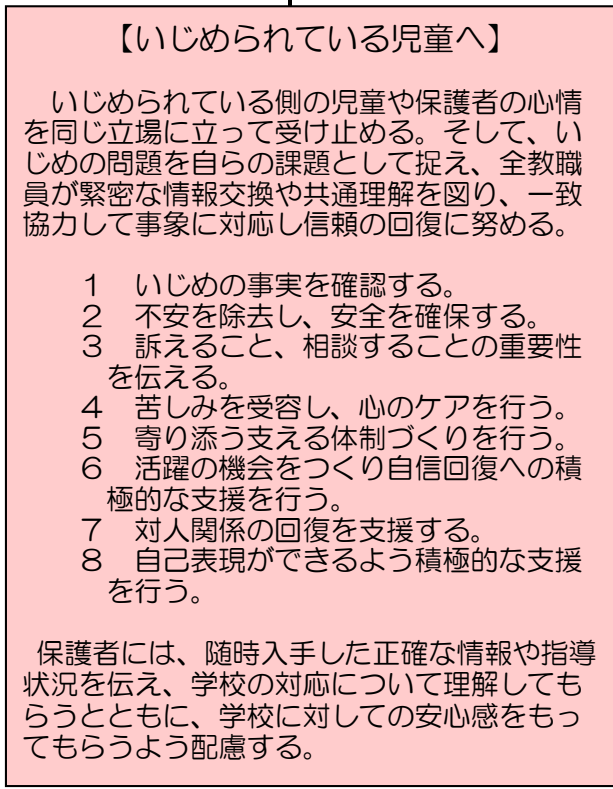 【いじめられている児童へ】
いじめられている側の児童や保護者の心情
を同じ立場に立って受け止める。そして、い
じめの問題を自らの課題として捉え、全教職
員が緊密な情報交換や共通理解を図り、一致
協力して事象に対応し信頼の回復に努める。
１　いじめの事実を確認する。
２　不安を除去し、安全を確保する。
３　訴えること、相談することの重要性
を伝える。
４　苦しみを受容し、心のケアを行う。
５　寄り添う支える体制づくりを行う。
６　活躍の機会をつくり自信回復への積
極的な支援を行う。
７　対人関係の回復を支援する。
８　自己表現ができるよう積極的な支援
を行う。
保護者には、随時入手した正確な情報や指導
状況を伝え、学校の対応について理解しても
らうとともに、学校に対しての安心感をもっ
てもらうよう配慮する。